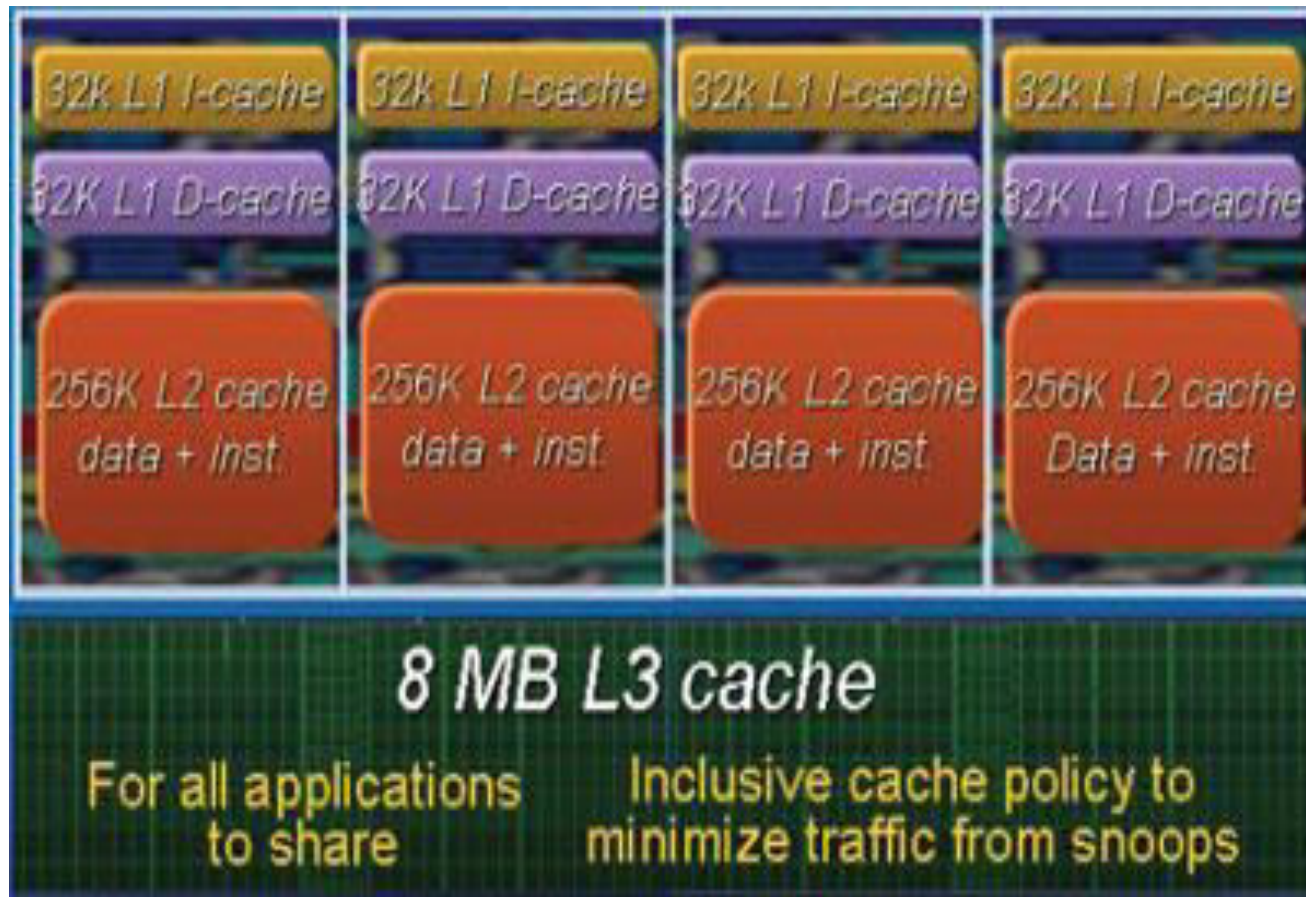 32k L1 I-cache
32k L1 I-cache
32k L1 I-cache
32k L1 I-cache
32K L1 D-cache
32K L1 D-cache
32K L1 D-cache
32K L1 D-cache
256K L2 cache
data + inst.
256K L2 cache
data + inst.
256K L2 cache
data + inst.
256K L2 cache
Data + inst.
8 MB L3 cache
For all applications
to share
Inclusive cache policy to
minimize traffic from snoops